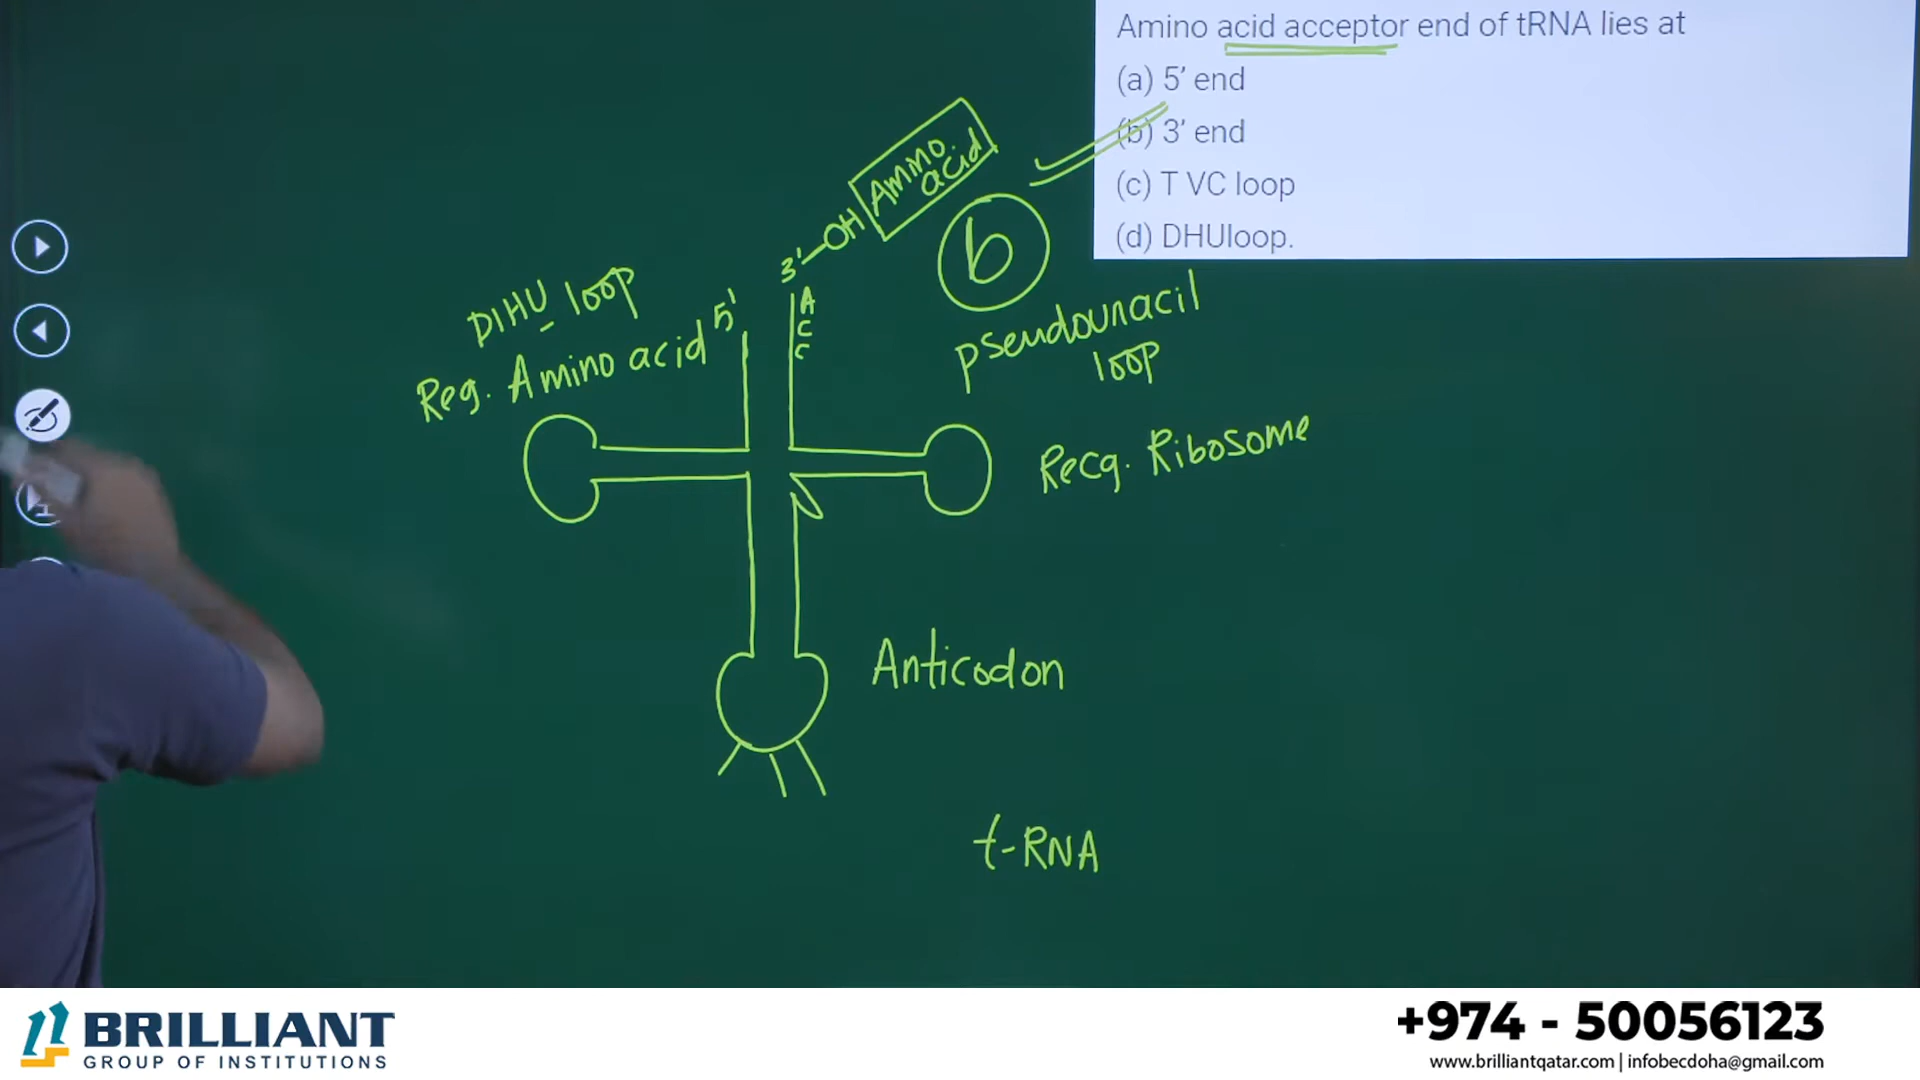 Amino acid acceptor end of tRNA lies at
(a) 5’ end
(b) 3’ end
(c) T VC loop
(d) DHUloop.
Amino
acid
3'-OH
b
DIHU loop
Reg. Amino acid
5'
A
C
C
pseudouracil
loop
Recg. Ribosome
Anticodon
t-RNA
BRILLIANT
GROUP OF INSTITUTIONS
+974 - 50056123
www.brilliantqatar.com | infobecdoha@gmail.com